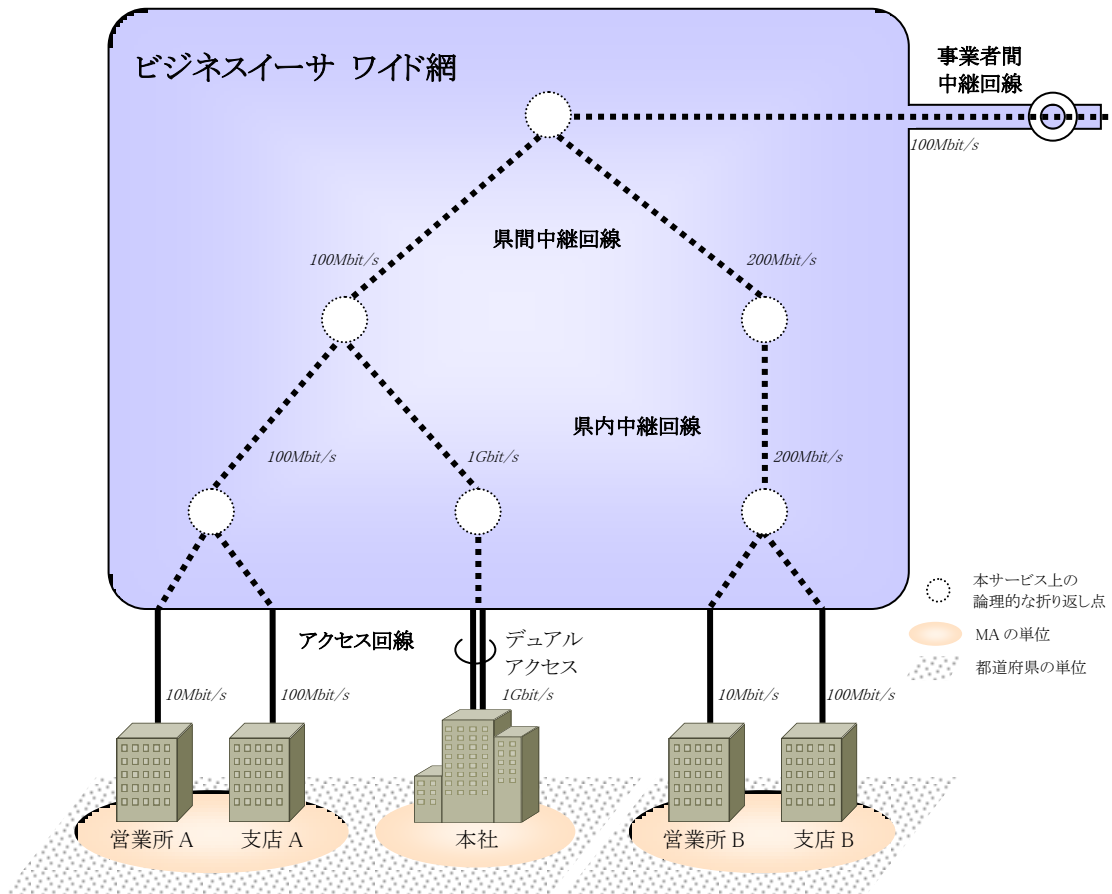 ビジネスイーサ ワイド網
事業者間
中継回線
100Mbit/s
県間中継回線
100Mbit/s
200Mbit/s
県内中継回線
100Mbit/s
1Gbit/s
200Mbit/s
本サービス上の
論理的な折り返し点
MA の単位
都道府県の単位
アクセス回線
デュアル
アクセス
10Mbit/s
100Mbit/s
1Gbit/s
10Mbit/s
100Mbit/s
営業所 A
支店 A
本社
営業所 B
支店 B